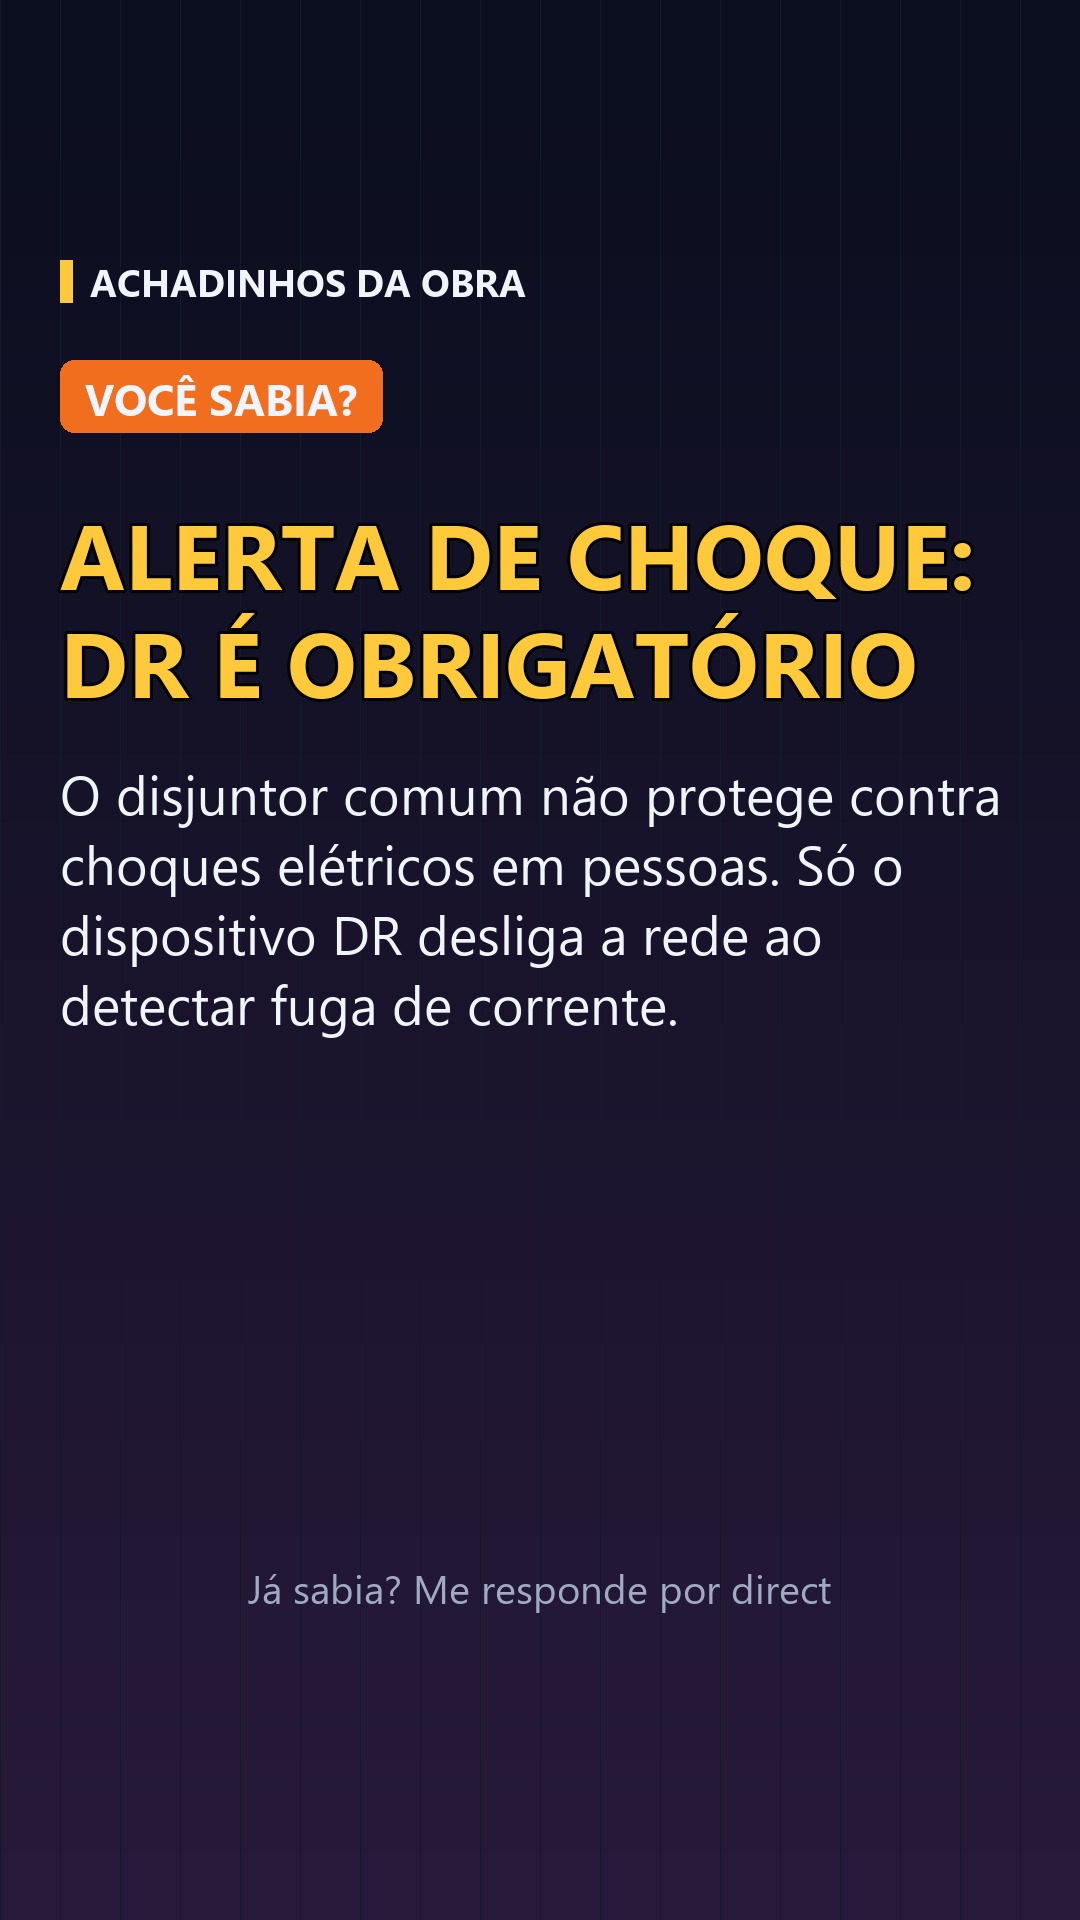 ACHADINHOS DA OBRA
VOCÊ SABIA?
ALERTA DE CHOQUE:
DR É OBRIGATÓRIO
O disjuntor comum não protege contra
choques elétricos em pessoas. Só o
dispositivo DR desliga a rede ao
detectar fuga de corrente.
Já sabia? Me responde por direct